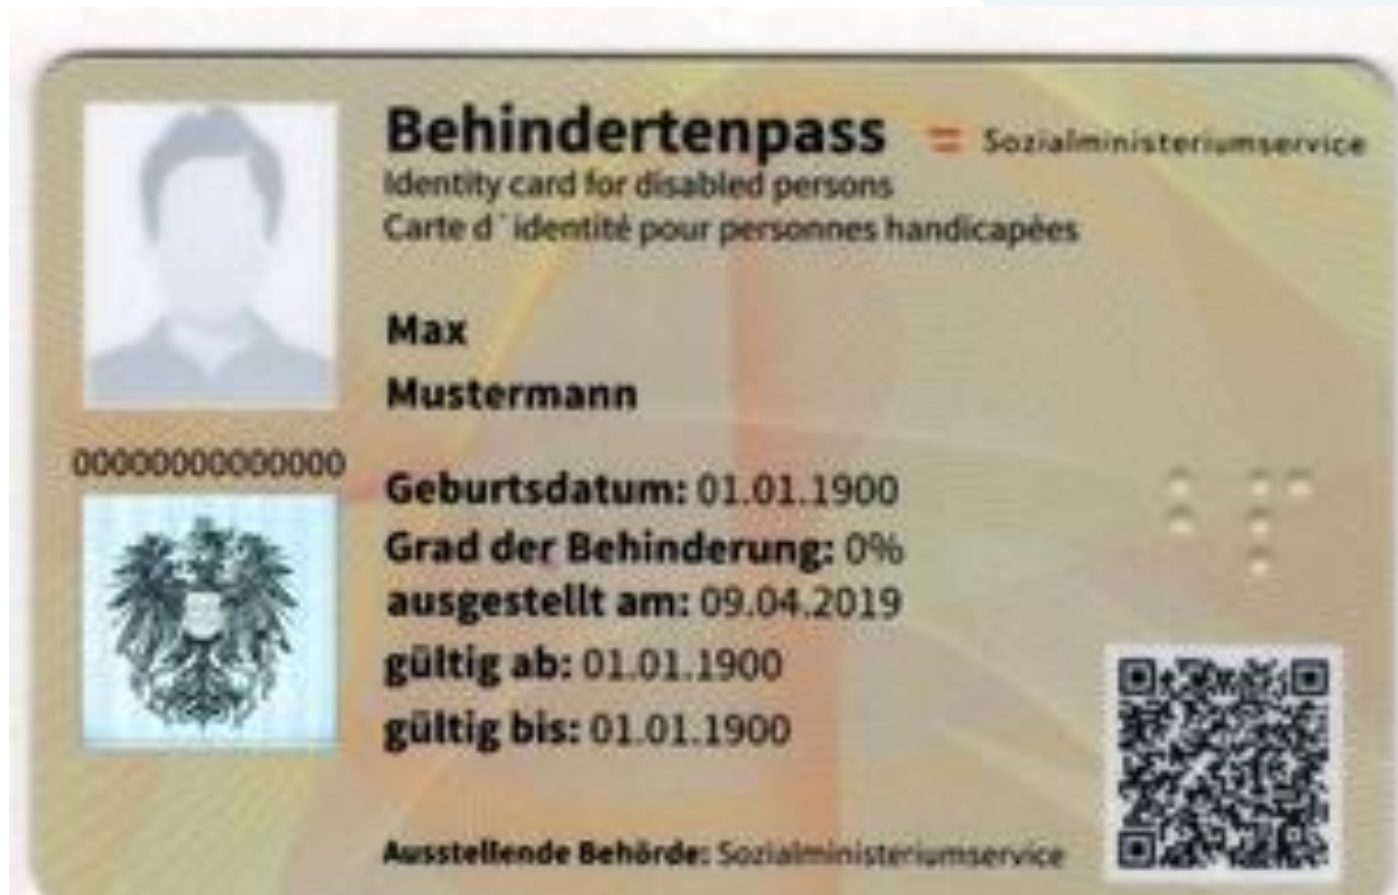 Behindertenpass
Sozialministeriumservice
Identity card for disabled persons
Carte d´identité pour personnes handicapées
Max
Mustermann
00000000000000
Geburtsdatum: 01.01.1900
Grad der Behinderung: 0%
ausgestellt am: 09.04.2019
gültig ab: 01.01.1900
gültig bis: 01.01.1900
Ausstellende Behörde: Sozialministeriumservice